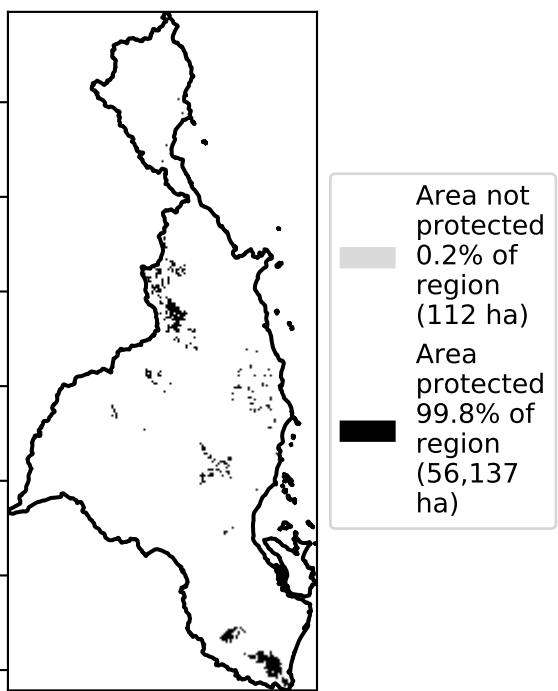 Area not
protected
0.2% of
region
(112 ha)
Area
protected
99.8% of
region
(56,137
ha)